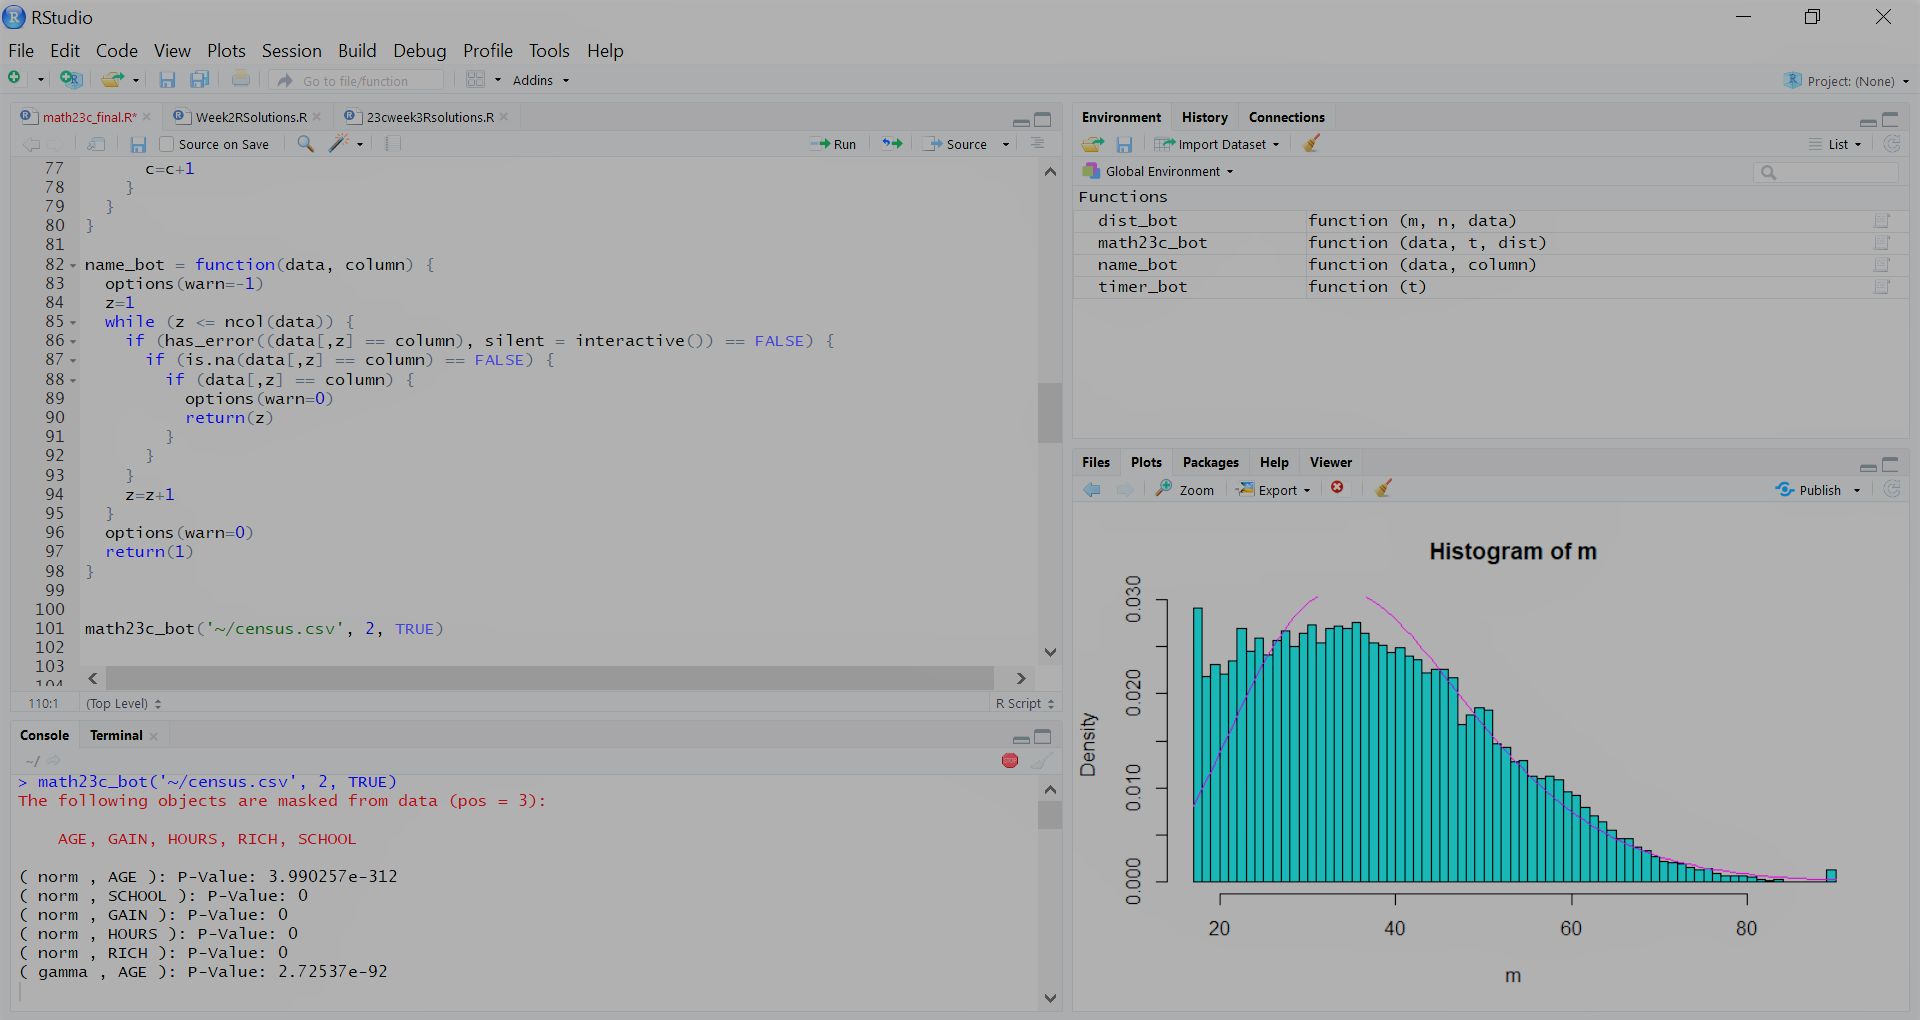 RStudio
File Edit Code View Plots Session Build Debug Profile Tools Help
Go to file/function Addins Project: (None)
math23c_final.R* Week2RSolutions.R 23cweek3Rsolutions.R
Source on Save Run Source
77       c=c+1
78     }
79   }
80 }
81
82 name_bot = function(data, column) {
83   options(warn=-1)
84   z=1
85   while (z <= ncol(data)) {
86     if (has_error((data[,z] == column), silent = interactive()) == FALSE) {
87       if (is.na(data[,z] == column) == FALSE) {
88         if (data[,z] == column) {
89           options(warn=0)
90           return(z)
91         }
92       }
93     }
94     z=z+1
95   }
96   options(warn=0)
97   return(1)
98 }
99
100
101 math23c_bot('~/census.csv', 2, TRUE)
102
103
104
110:1 (Top Level) R Script
Console Terminal
~/
> math23c_bot('~/census.csv', 2, TRUE)
The following objects are masked from data (pos = 3):
    AGE, GAIN, HOURS, RICH, SCHOOL
( norm , AGE ): P-Value: 3.990257e-312
( norm , SCHOOL ): P-Value: 0
( norm , GAIN ): P-Value: 0
( norm , HOURS ): P-Value: 0
( norm , RICH ): P-Value: 0
( gamma , AGE ): P-Value: 2.72537e-92
Environment History Connections
Import Dataset List
Global Environment
Functions
dist_bot function (m, n, data)
math23c_bot function (data, t, dist)
name_bot function (data, column)
timer_bot function (t)
Files Plots Packages Help Viewer
Zoom Export Publish
Histogram of m
Density
0.030
0.020
0.010
0.000
20 40 60 80
m